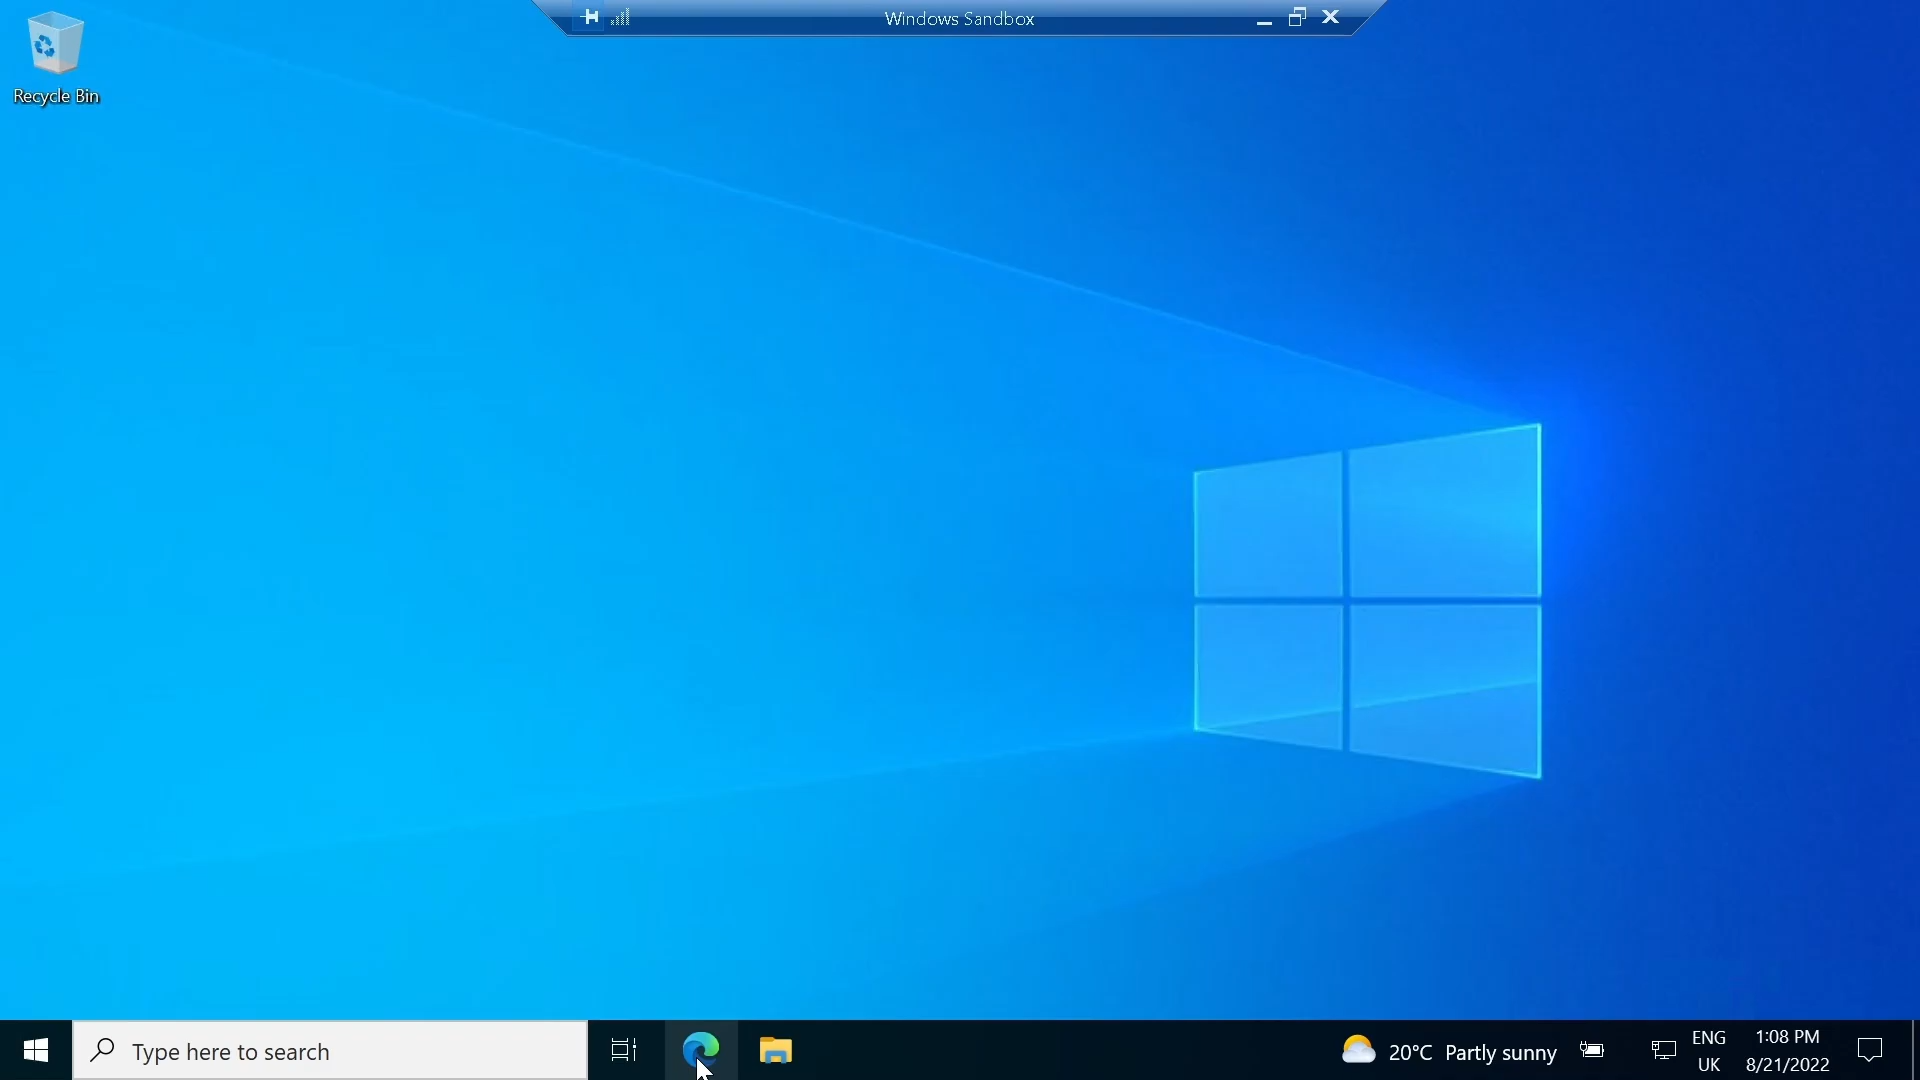 Windows Sandbox
Recycle Bin
Type here to search
20°C Partly sunny
ENG
UK
1:08 PM
8/21/2022